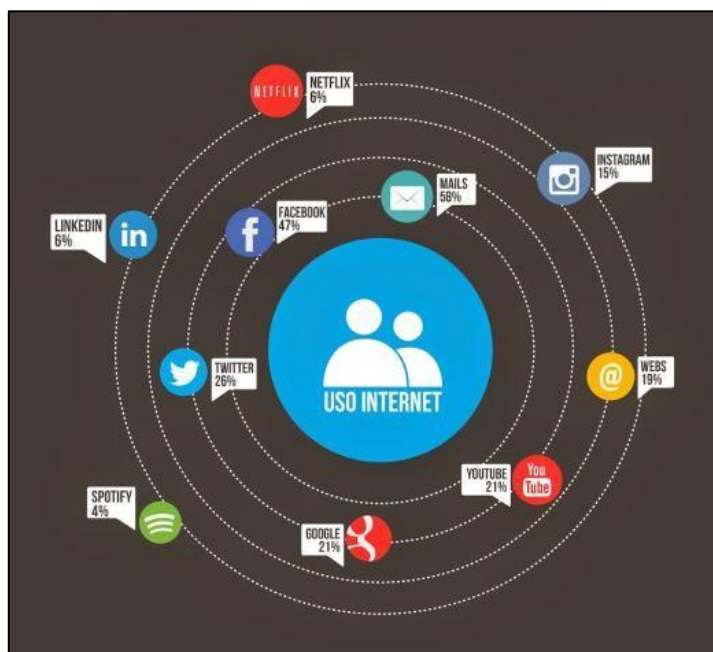 NETFLIX
NETFLIX
6%
INSTAGRAM
15%
MAILS
58%
FACEBOOK
47%
f
LINKEDIN
6%
in
TWITTER
26%
USO INTERNET
@
WEBS
19%
YOUTUBE
21%
You
Tube
SPOTIFY
4%
GOOGLE
21%
g